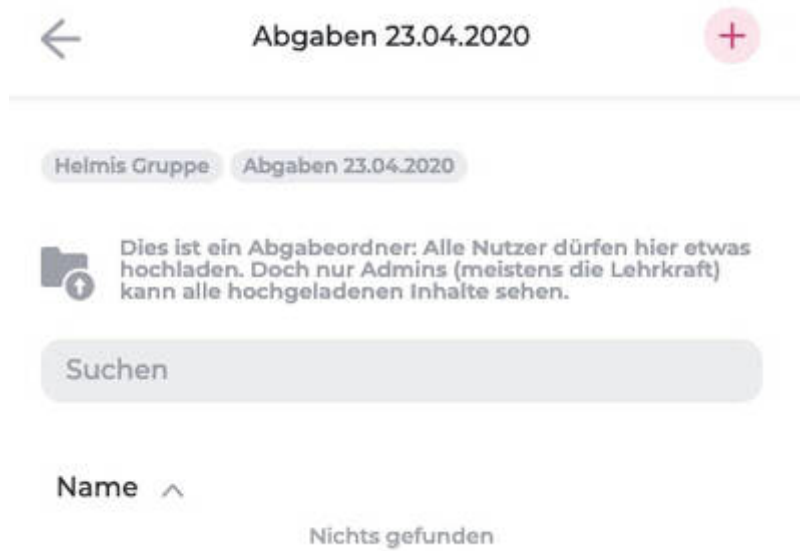 Abgaben 23.04.2020
Helmis Gruppe Abgaben 23.04.2020
Dies ist ein Abgabeordner: Alle Nutzer dürfen hier etwas
hochladen. Doch nur Admins (meistens die Lehrkraft)
kann alle hochgeladenen Inhalte sehen.
Suchen
Name
Nichts gefunden